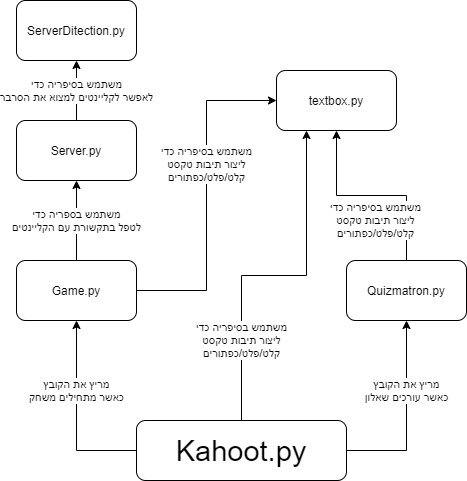 ServerDitection.py
משתמש בסיפריה כדי
לאפשר לקליינטים למצוא את הסרבר
textbox.py
Server.py
משתמש בסיפריה כדי
ליצור תיבות טקסט
קלט/פלט/כפתורים
משתמש בספריה כדי
לטפל בתקשורת עם הקליינטים
משתמש בסיפריה כדי
ליצור תיבות טקסט
קלט/פלט/כפתורים
Game.py
Quizmatron.py
משתמש בסיפריה כדי
ליצור תיבות טקסט
קלט/פלט/כפתורים
מריץ את הקובץ
כאשר מתחילים משחק
מריץ את הקובץ
כאשר עורכים שאלון
Kahoot.py